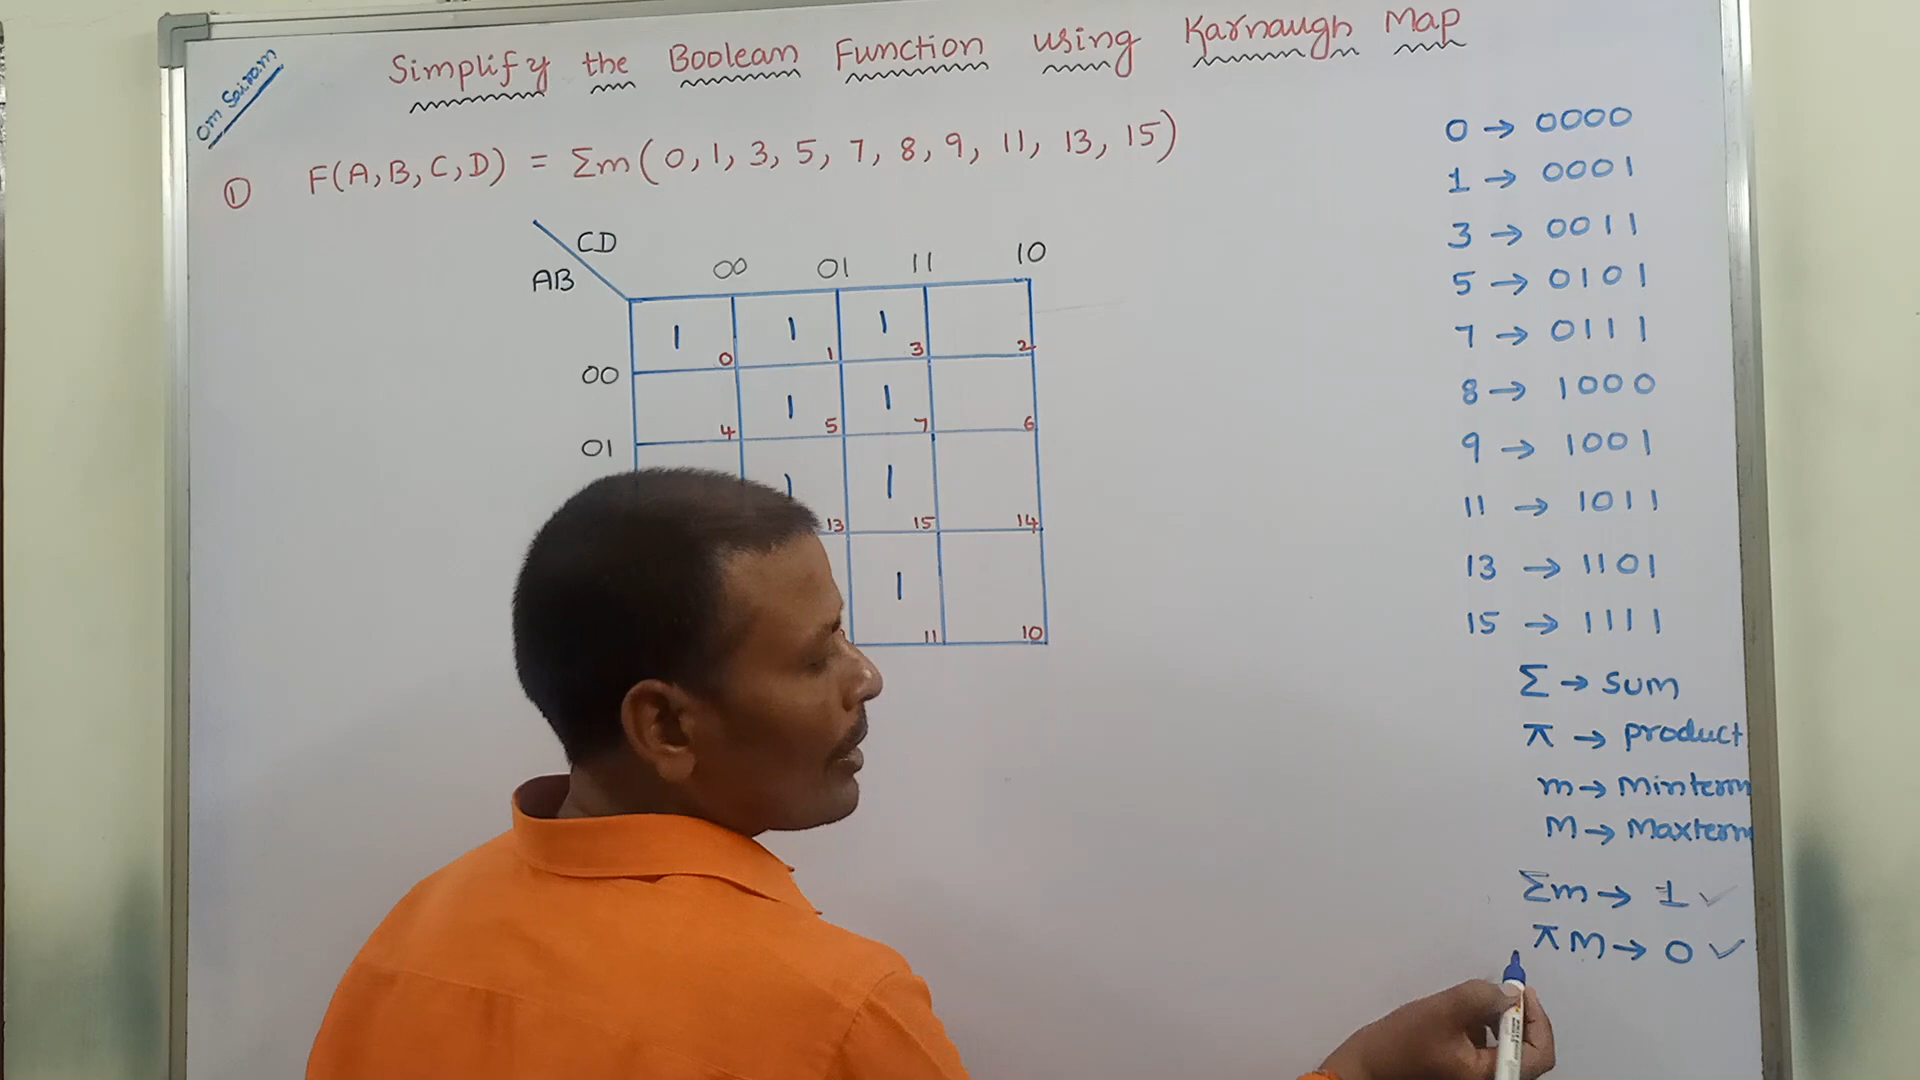 Om Sairam
Simplify the Boolean Function using Karnaugh Map
① F(A,B,C,D) = Σm(0,1,3,5,7,8,9,11,13,15)
CD
AB
00 01 11 10
1 0 1 1 1 3 2
00
4 1 5 1 7 6
01
1 13 1 15 14
1 11 10
0 → 0000
1 → 0001
3 → 0011
5 → 0101
7 → 0111
8 → 1000
9 → 1001
11 → 1011
13 → 1101
15 → 1111
Σ → sum
π → product
m → Minterm
M → Maxterm
Σm → 1 ✓
πM → 0 ✓